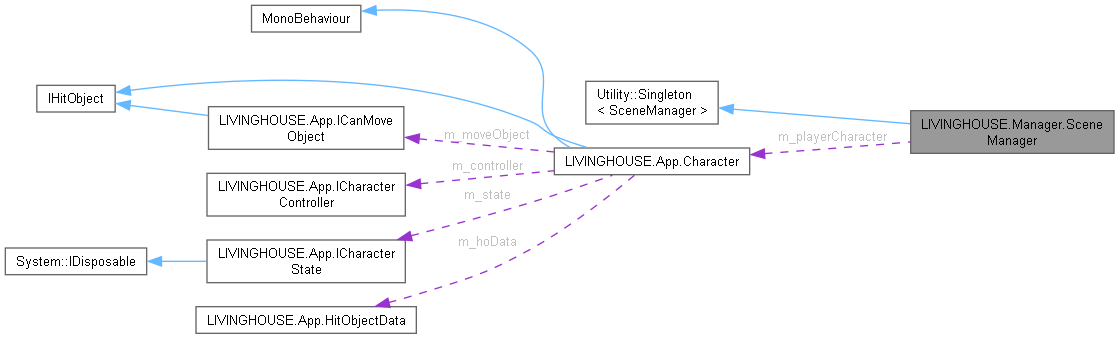 MonoBehaviour
IHitObject
Utility::Singleton
< SceneManager >
LIVINGHOUSE.App.ICanMove
Object
m_moveObject
m_playerCharacter
LIVINGHOUSE.Manager.Scene
Manager
LIVINGHOUSE.App.Character
m_controller
LIVINGHOUSE.App.ICharacter
Controller
m_state
m_hoData
System::IDisposable
LIVINGHOUSE.App.ICharacter
State
LIVINGHOUSE.App.HitObjectData